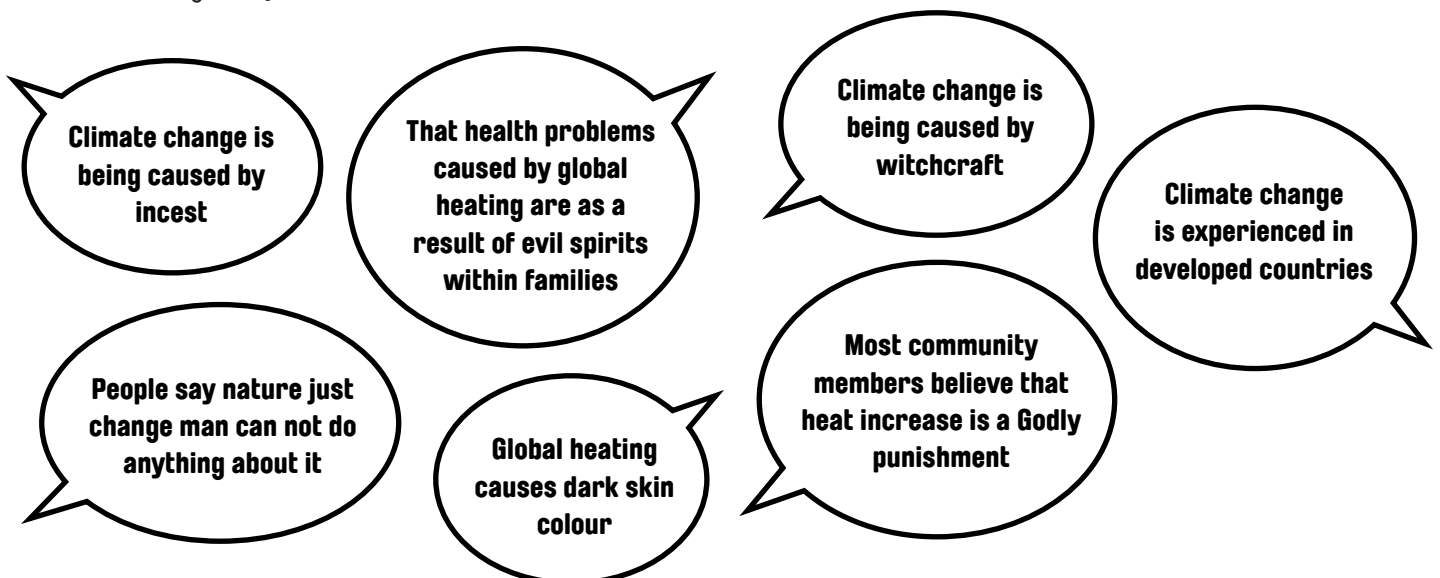 Climate change is
being caused by
incest
That health problems
caused by global
heating are as a
result of evil spirits
within families
Climate change is
being caused by
witchcraft
Climate change
is experienced in
developed countries
People say nature just
change man can not do
anything about it
Global heating
causes dark skin
colour
Most community
members believe that
heat increase is a Godly
punishment